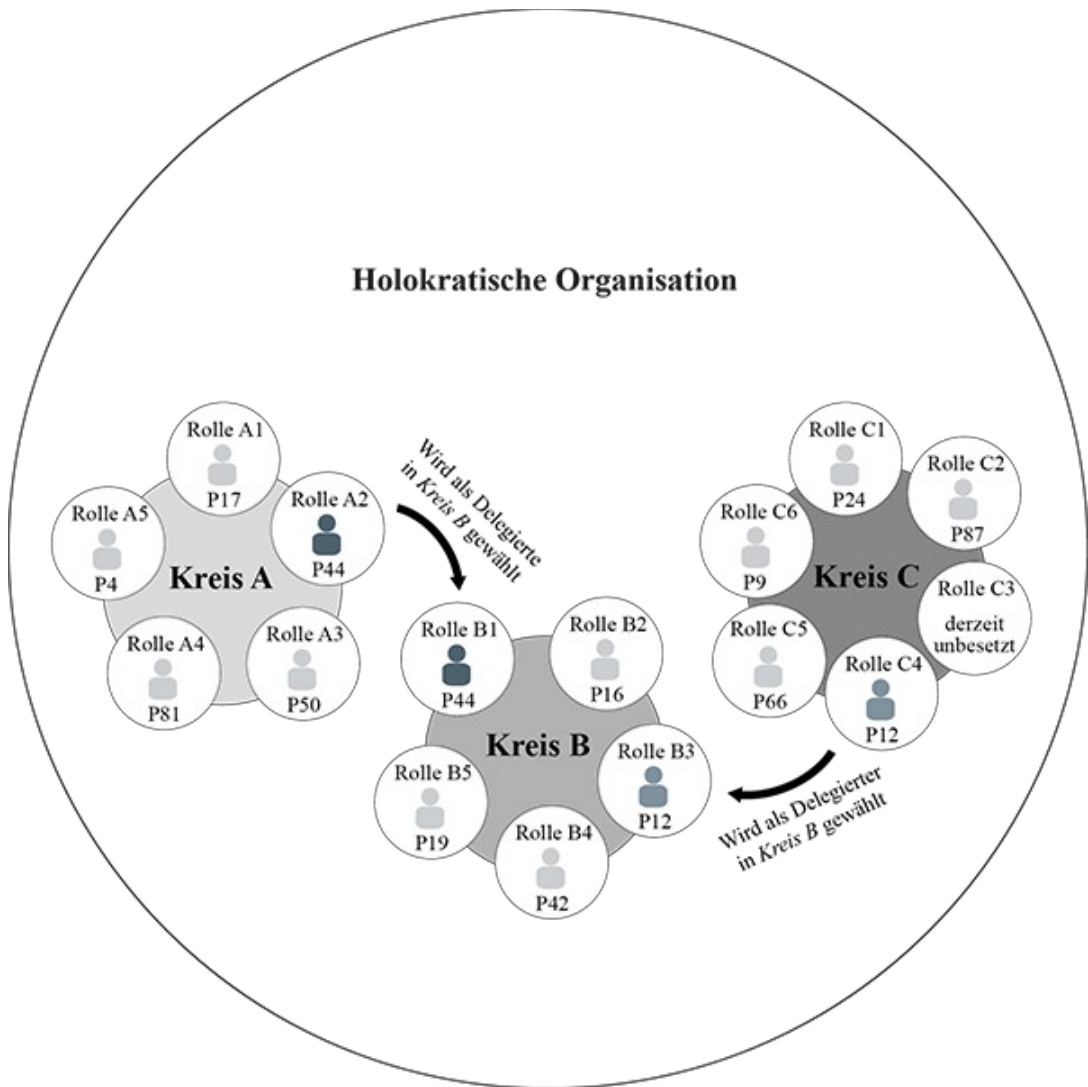 Holokratische Organisation
Rolle A1
P17
Rolle A2
P44
Rolle A3
P50
Rolle A4
P81
Rolle A5
P4
Kreis A
Wird als Delegierte
in Kreis B gewählt
Rolle B1
P44
Rolle B2
P16
Rolle B3
P12
Rolle B4
P42
Rolle B5
P19
Kreis B
Rolle C1
P24
Rolle C2
P87
Rolle C3
derzeit
unbesetzt
Rolle C4
P12
Rolle C5
P66
Rolle C6
P9
Kreis C
Wird als Delegierter
in Kreis B gewählt